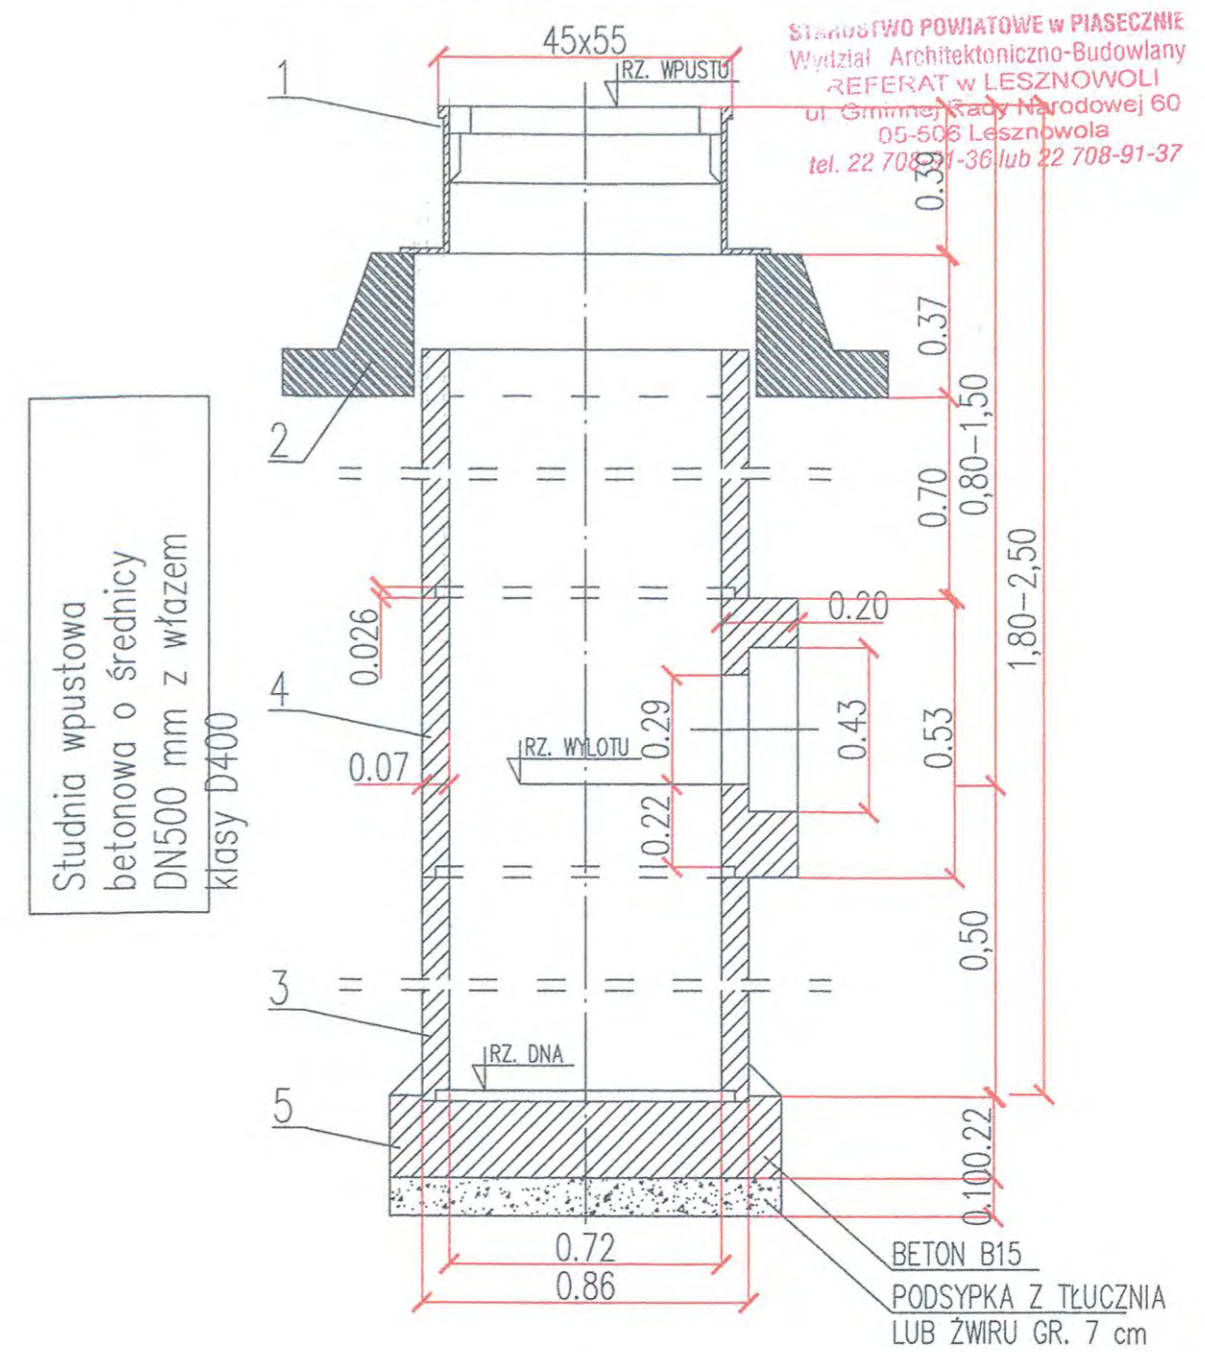 STAROSTWO POWIATOWE w PIASECZNIE
Wydział Architektoniczno-Budowlany
REFERAT w LESZNOWOLI
ul. Gminnej Rady Narodowej 60
05-506 Lesznowola
tel. 22 708-91-36 lub 22 708-91-37
45x55
RZ. WPUSTU
1
0.39
0.37
2
0,80-1,50
0.70
1,80-2,50
Studnia wpustowa
betonowa o średnicy
DN500 mm z włazem
klasy D400
0.026
0.20
4
0.29
0.43
0.53
RZ. WYLOTU
0.07
0.22
0,50
3
RZ. DNA
5
0.22
0.10
0.72
0.86
BETON B15
PODSYPKA Z TŁUCZNIA
LUB ŻWIRU GR. 7 cm